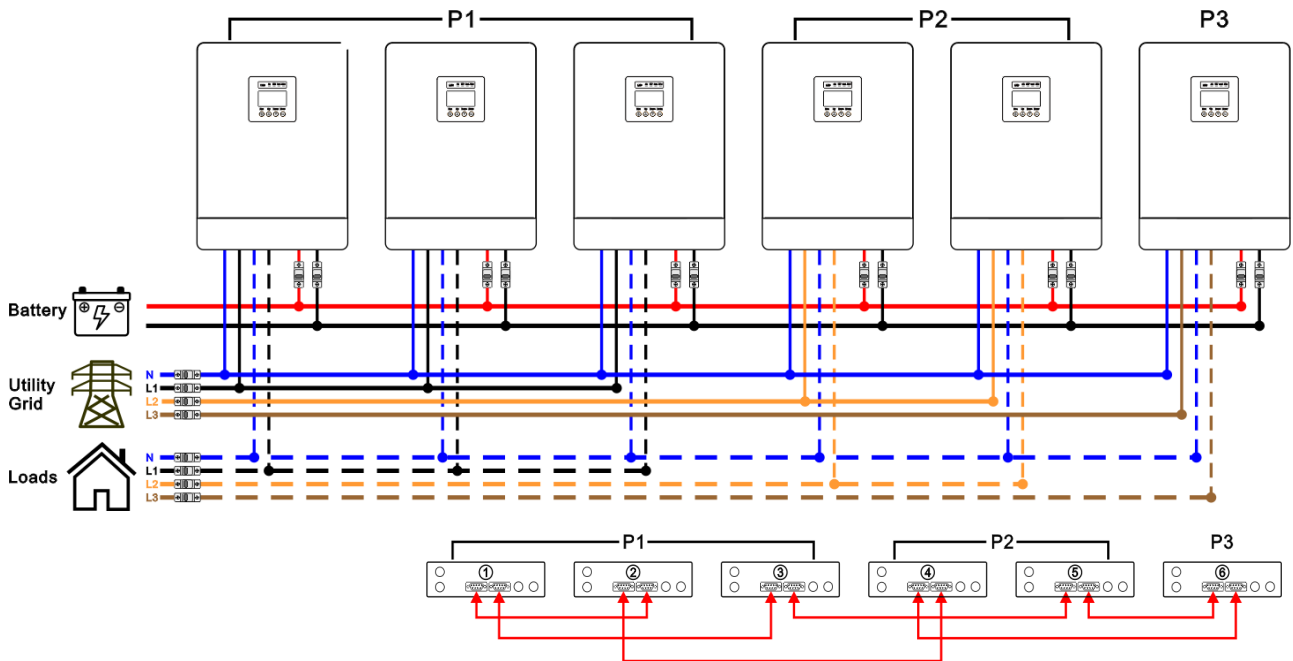 P1 P2 P3
Battery
Utility
Grid
N
L1
L2
L3
Loads
N
L1
L2
L3
P1 P2 P3
① ② ③ ④ ⑤ ⑥